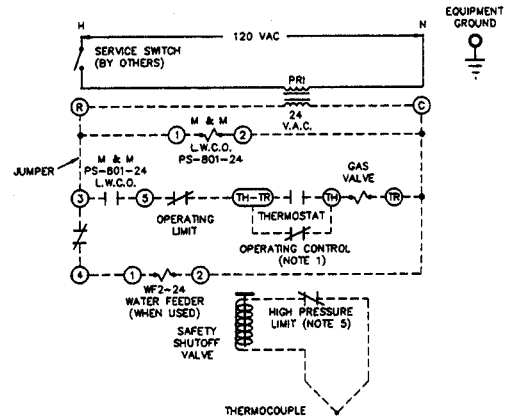 H
N
EQUIPMENT
GROUND
120 VAC
SERVICE SWITCH
(BY OTHERS)
PRI
R
C
24
V.A.C.
M & M
1
2
L.W.C.O.
PS-801-24
JUMPER
M & M
PS-801-24
L.W.C.O.
GAS
VALVE
3
5
TH-TR
TH
TR
OPERATING
LIMIT
THERMOSTAT
OPERATING CONTROL
(NOTE 1)
4
1
2
WF2-24
WATER FEEDER
(WHEN USED)
HIGH PRESSURE
LIMIT (NOTE 5)
SAFETY
SHUTOFF
VALVE
THERMOCOUPLE